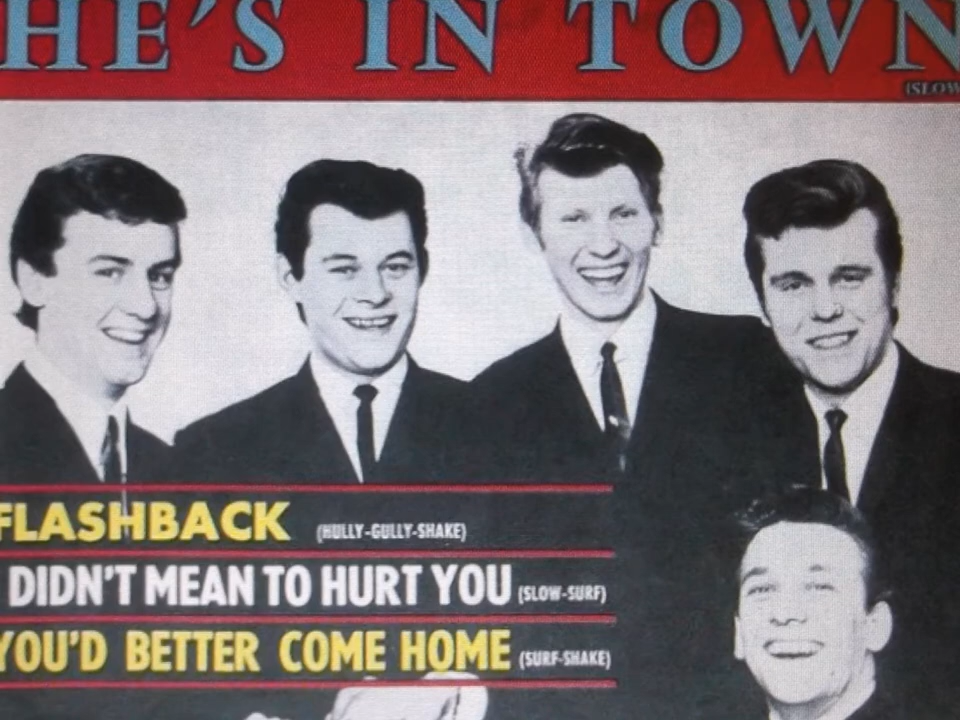 HE'S IN TOWN
(SLOW
FLASHBACK (HULLY-GULLY-SHAKE)
DIDN'T MEAN TO HURT YOU (SLOW-SURF)
YOU'D BETTER COME HOME (SURF-SHAKE)